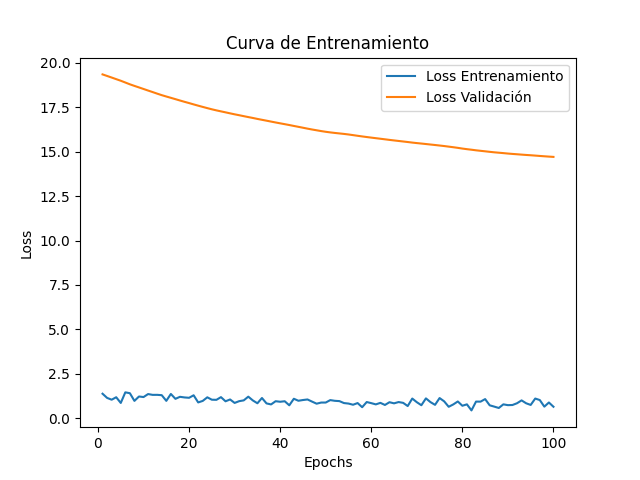 Curva de Entrenamiento
Loss Entrenamiento
Loss Validación
20.0
17.5
15.0
12.5
10.0
7.5
5.0
2.5
0.0
Loss
0 20 40 60 80 100
Epochs